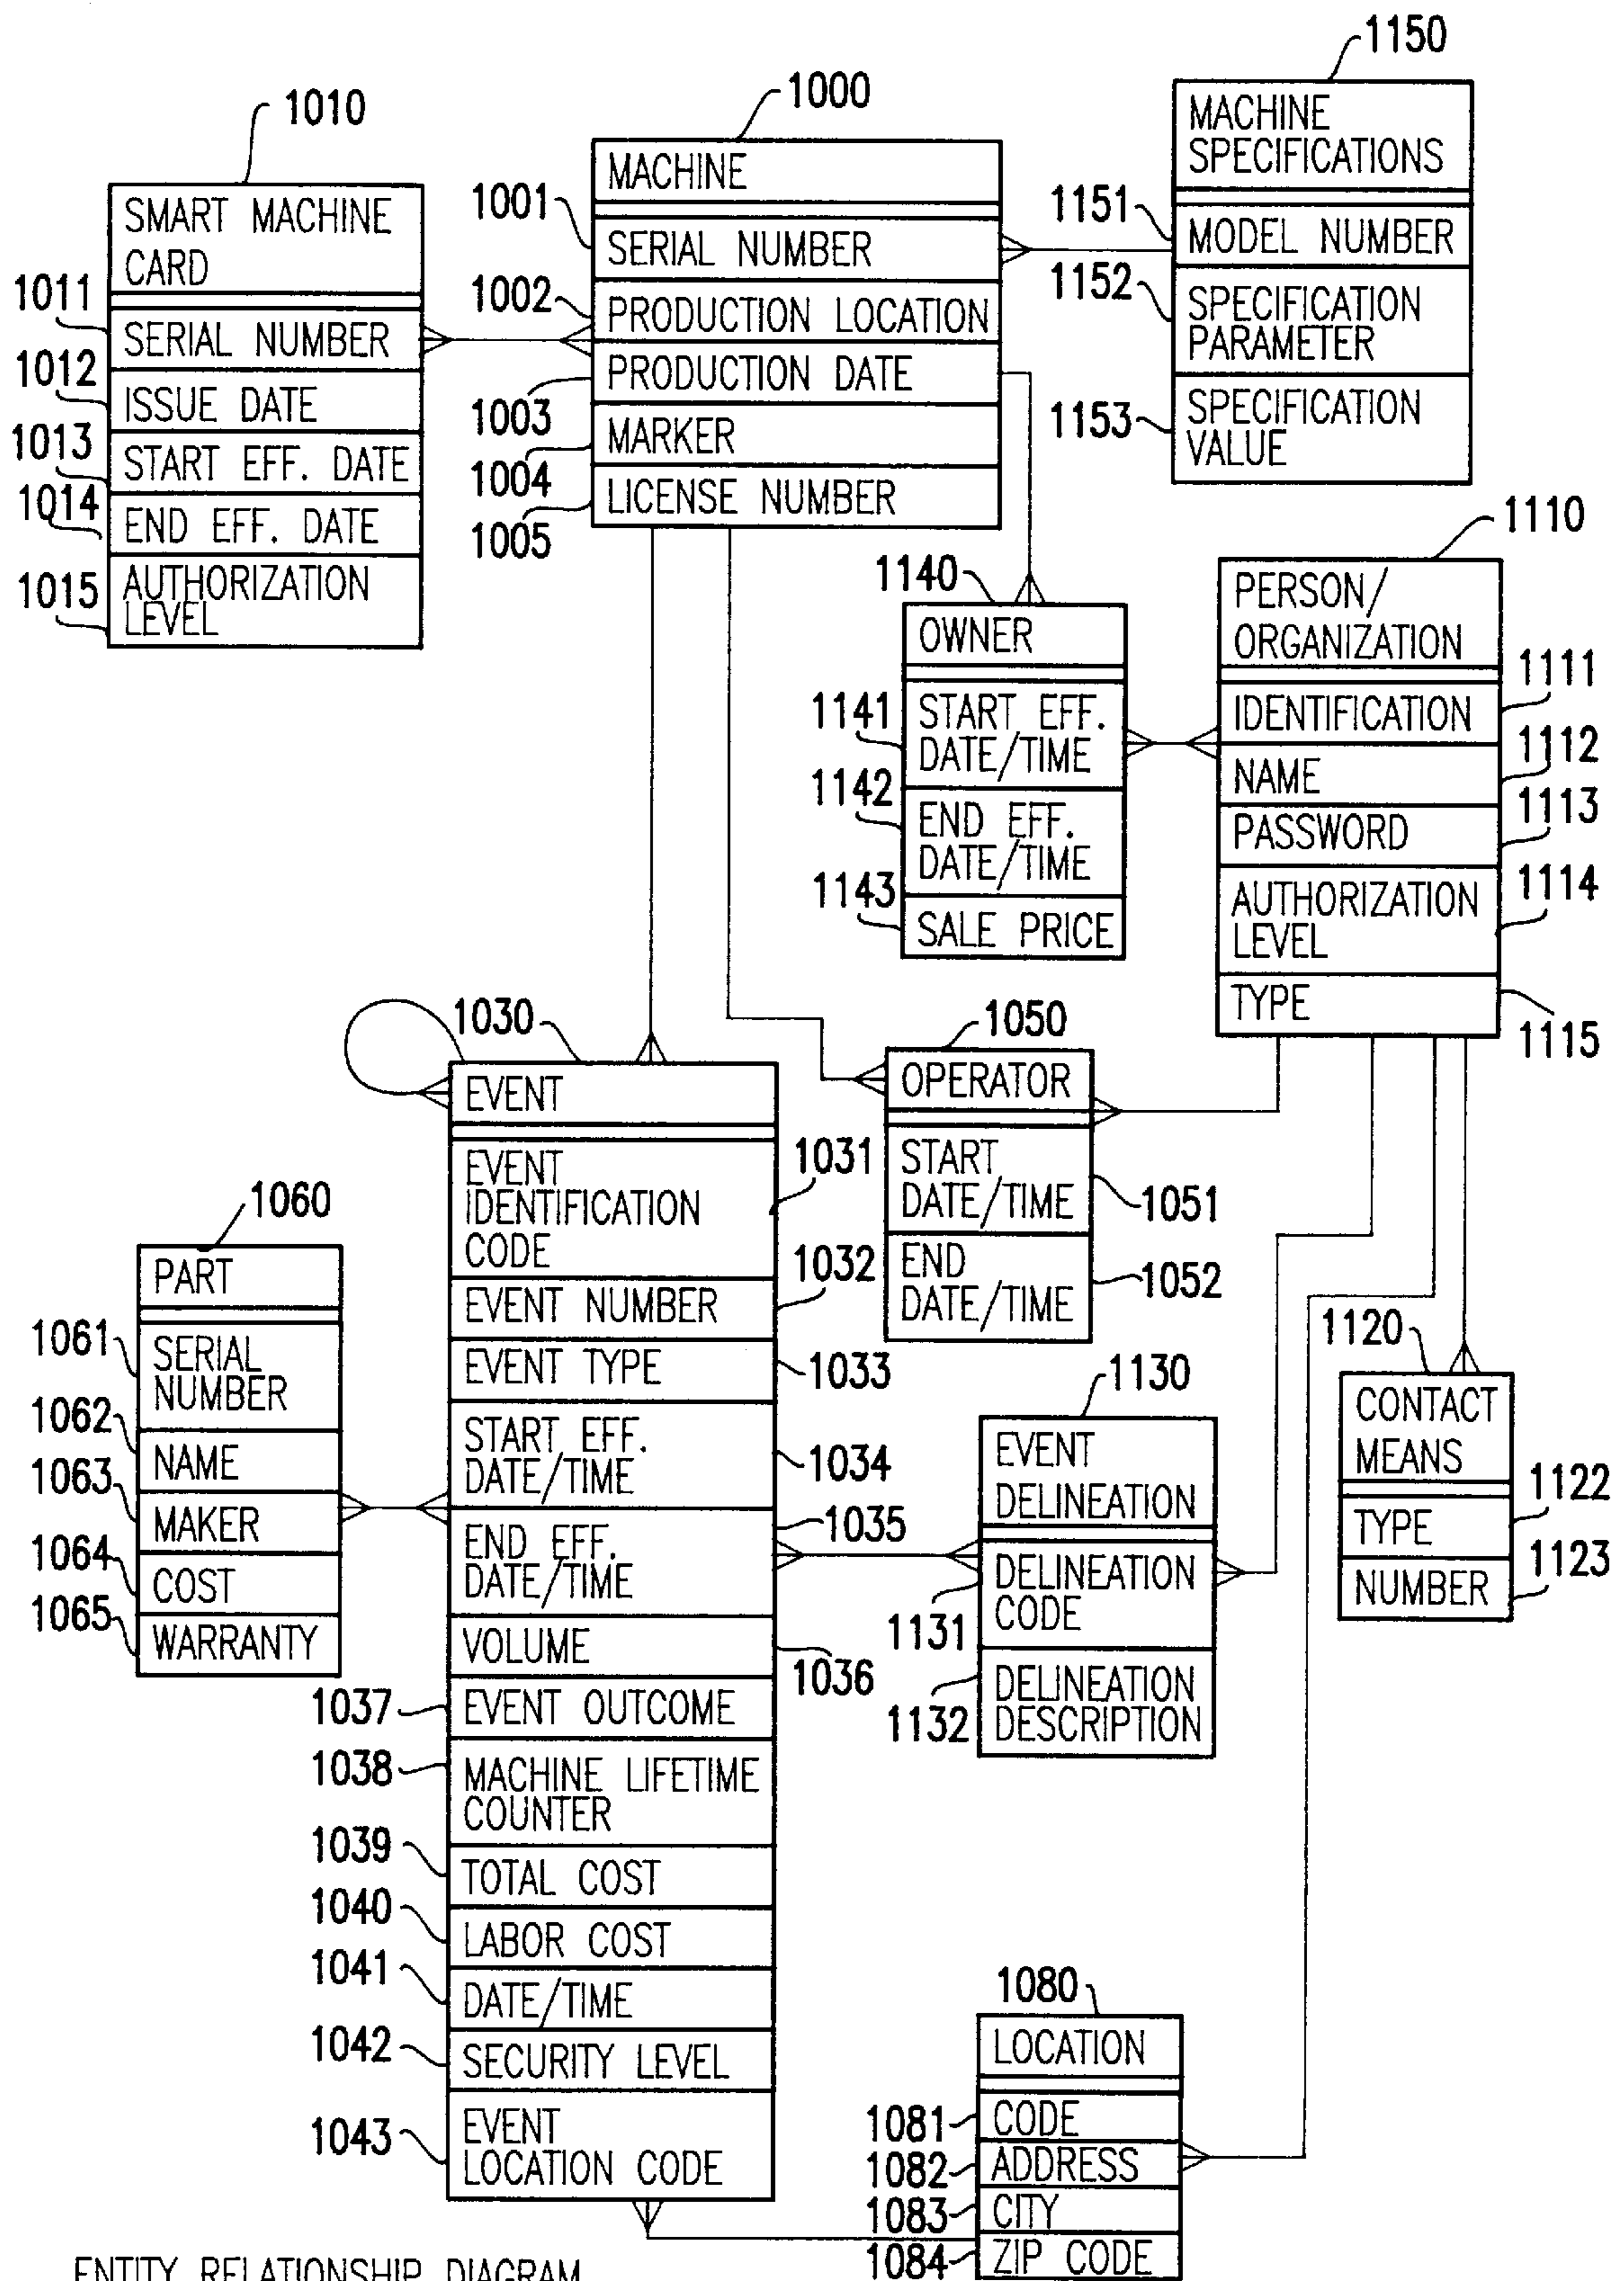 1010
SMART MACHINE
CARD
1011
SERIAL NUMBER
1012
ISSUE DATE
1013
START EFF. DATE
1014
END EFF. DATE
1015
AUTHORIZATION
LEVEL
1000
MACHINE
1001
SERIAL NUMBER
1002
PRODUCTION LOCATION
PRODUCTION DATE
1003
MARKER
1004
LICENSE NUMBER
1005
1150
MACHINE
SPECIFICATIONS
1151
MODEL NUMBER
1152
SPECIFICATION
PARAMETER
1153
SPECIFICATION
VALUE
1140
OWNER
1141
START EFF.
DATE/TIME
1142
END EFF.
DATE/TIME
1143
SALE PRICE
1110
PERSON/
ORGANIZATION
1111
IDENTIFICATION
1112
NAME
1113
PASSWORD
1114
AUTHORIZATION
LEVEL
TYPE
1115
1030
EVENT
EVENT
IDENTIFICATION
CODE
1031
EVENT NUMBER
1032
EVENT TYPE
1033
START EFF.
DATE/TIME
1034
END EFF.
DATE/TIME
1035
VOLUME
1036
1037
EVENT OUTCOME
1038
MACHINE LIFETIME
COUNTER
1039
TOTAL COST
1040
LABOR COST
1041
DATE/TIME
1042
SECURITY LEVEL
1043
EVENT
LOCATION CODE
1050
OPERATOR
START
DATE/TIME
1051
END
DATE/TIME
1052
1060
PART
1061
SERIAL
NUMBER
1062
NAME
1063
MAKER
1064
COST
1065
WARRANTY
1130
EVENT
DELINEATION
DELINEATION
CODE
1131
DELINEATION
DESCRIPTION
1132
1120
CONTACT
MEANS
1122
TYPE
1123
NUMBER
1080
LOCATION
1081
CODE
1082
ADDRESS
1083
CITY
1084
ZIP CODE
ENTITY RELATIONSHIP DIAGRAM